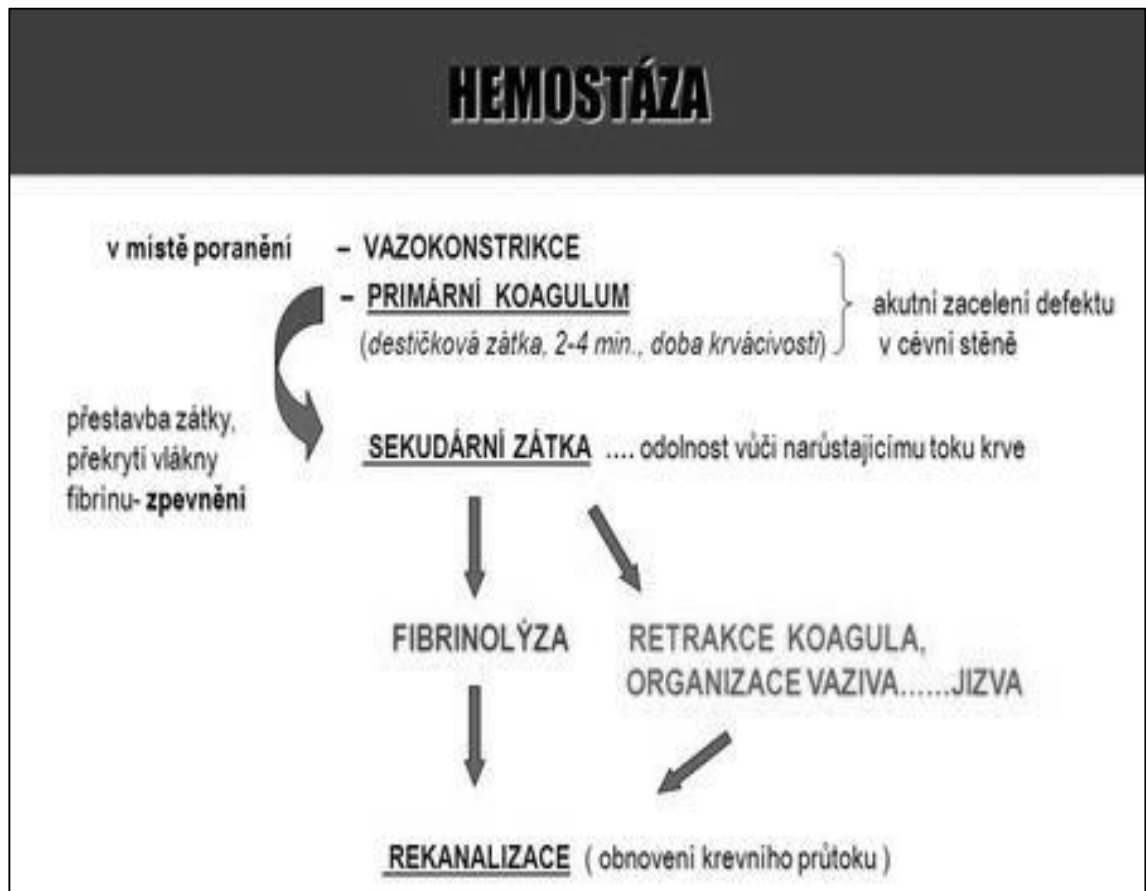 HEMOSTÁZA
v místě poranění – VAZOKONSTRIKCE
– PRIMÁRNÍ KOAGULUM
(destičková zátka, 2-4 min., doba krvácivosti)
akutní zacelení defektu
v cévní stěně
přestavba zátky,
překrytí vlákny
fibrinu- zpevnění
SEKUDÁRNÍ ZÁTKA .... odolnost vůči narůstajícímu toku krve
FIBRINOLÝZA
RETRAKCE KOAGULA,
ORGANIZACE VAZIVA......JIZVA
REKANALIZACE ( obnovení krevního průtoku )